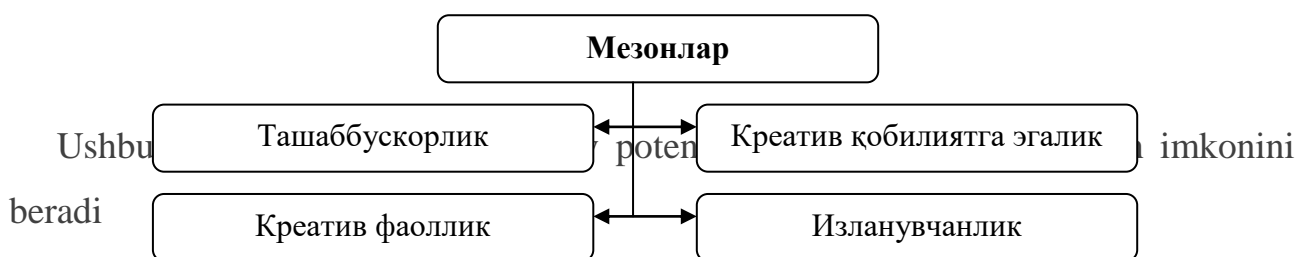 Мезонлар
Ташаббускорлик
Креатив қобилиятга эгалик
Ushbu poten imkonini
beradi
Креатив фаоллик
Изланувчанлик